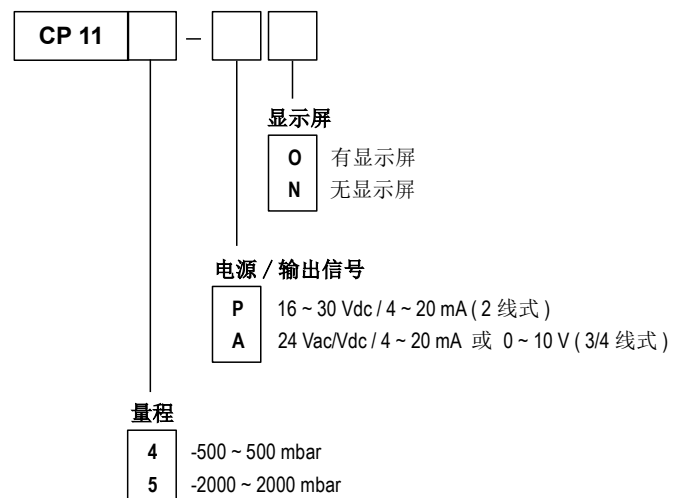 CP 11 –
显示屏
O 有显示屏
N 无显示屏
电源 / 输出信号
P 16 ~ 30 Vdc / 4 ~ 20 mA ( 2 线式 )
A 24 Vac/Vdc / 4 ~ 20 mA 或 0 ~ 10 V ( 3/4 线式 )
量程
4 -500 ~ 500 mbar
5 -2000 ~ 2000 mbar